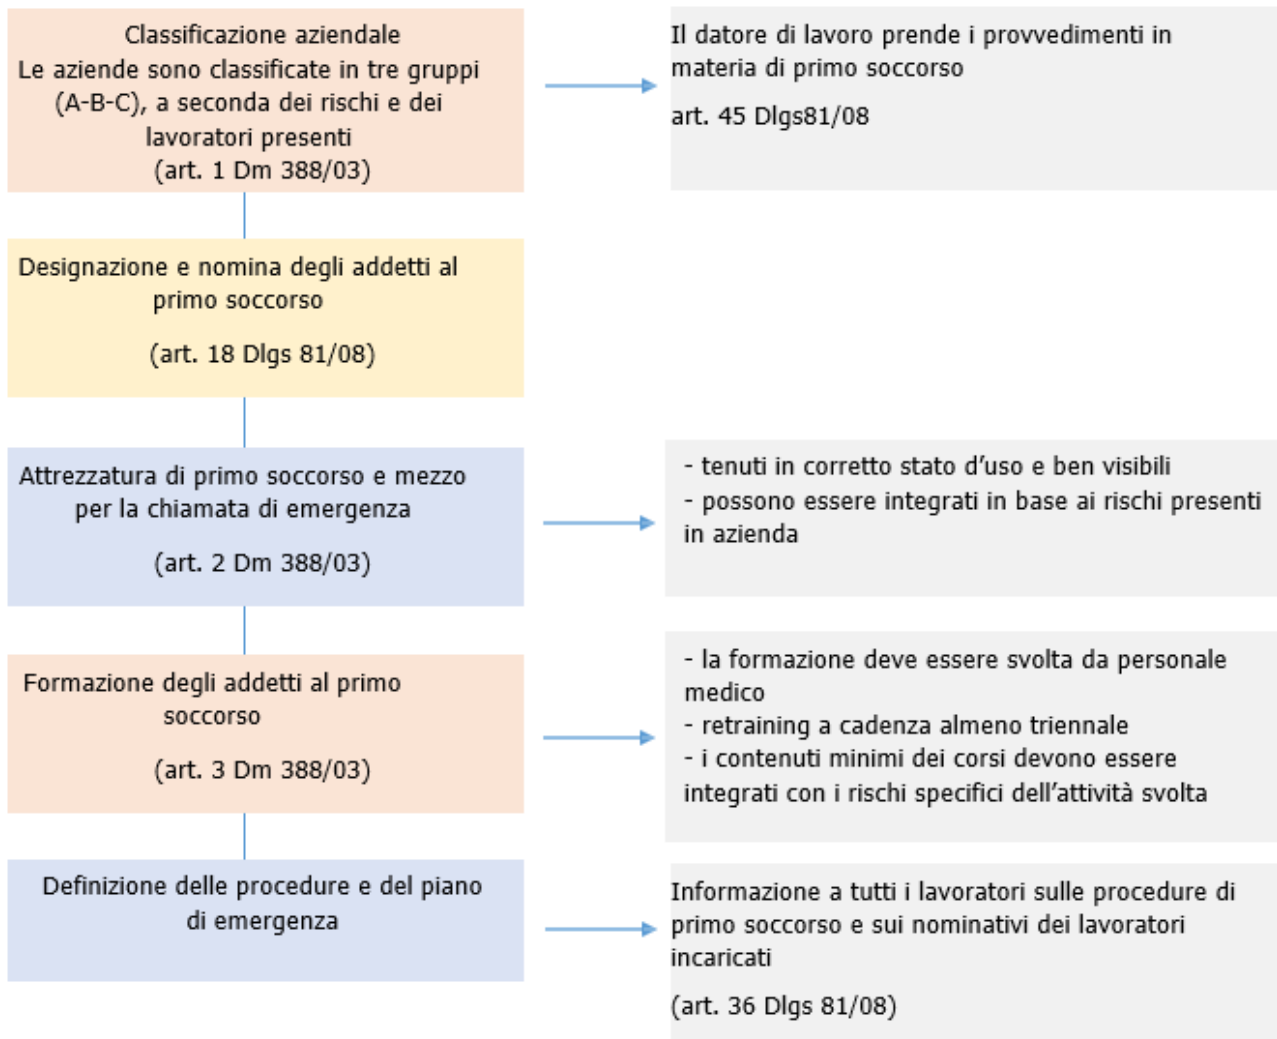 Classificazione aziendale
Le aziende sono classificate in tre gruppi
(A-B-C), a seconda dei rischi e dei
lavoratori presenti
(art. 1 Dm 388/03)
Il datore di lavoro prende i provvedimenti in
materia di primo soccorso
art. 45 Dlgs81/08
Designazione e nomina degli addetti al
primo soccorso
(art. 18 Dlgs 81/08)
Attrezzatura di primo soccorso e mezzo
per la chiamata di emergenza
(art. 2 Dm 388/03)
- tenuti in corretto stato d'uso e ben visibili
- possono essere integrati in base ai rischi presenti
in azienda
Formazione degli addetti al primo
soccorso
(art. 3 Dm 388/03)
- la formazione deve essere svolta da personale
medico
- retraining a cadenza almeno triennale
- i contenuti minimi dei corsi devono essere
integrati con i rischi specifici dell'attività svolta
Definizione delle procedure e del piano
di emergenza
Informazione a tutti i lavoratori sulle procedure di
primo soccorso e sui nominativi dei lavoratori
incaricati
(art. 36 Dlgs 81/08)